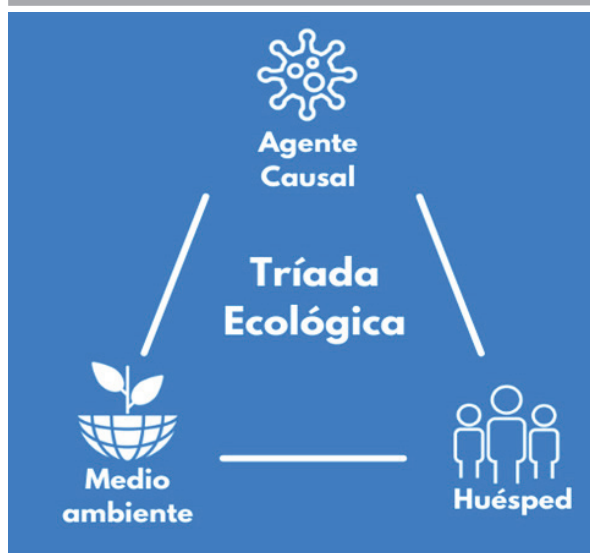 Agente
Causal
Tríada
Ecológica
Medio
ambiente
Huésped